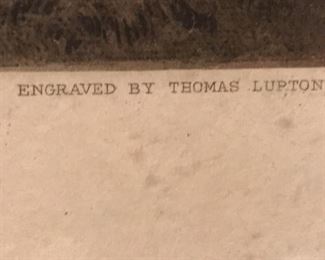 ENGRAVED BY THOMAS LUPTON